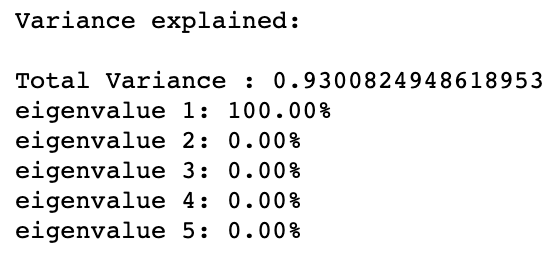 Variance explained:
Total Variance : 0.9300824948618953
eigenvalue 1: 100.00%
eigenvalue 2: 0.00%
eigenvalue 3: 0.00%
eigenvalue 4: 0.00%
eigenvalue 5: 0.00%